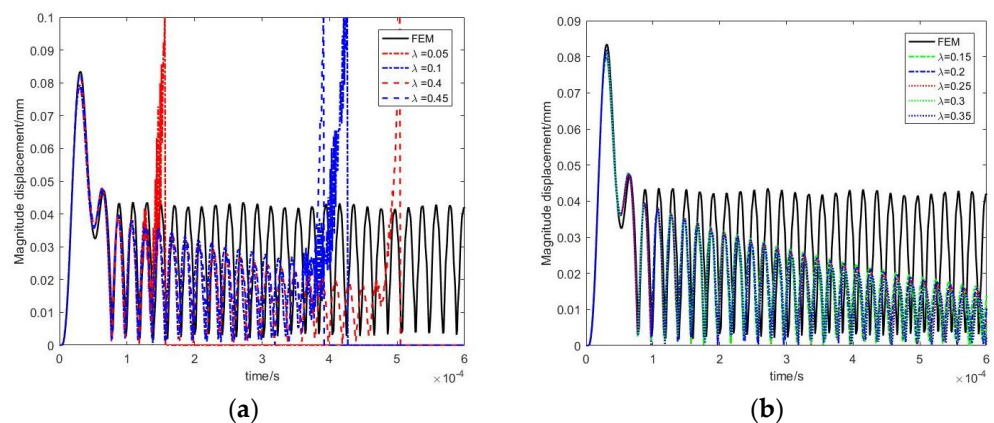 0.1
0.09
0.08
0.07
0.06
0.05
0.04
0.03
0.02
0.01
0
Magnitude displacement/mm
FEM
λ =0.05
λ =0.1
λ =0.4
λ =0.45
0 1 2 3 4 5 6
time/s
×10⁻⁴
(a)
0.09
0.08
0.07
0.06
0.05
0.04
0.03
0.02
0.01
0
Magnitude displacement/mm
FEM
λ=0.15
λ=0.2
λ=0.25
λ=0.3
λ=0.35
0 1 2 3 4 5 6
time/s
×10⁻⁴
(b)